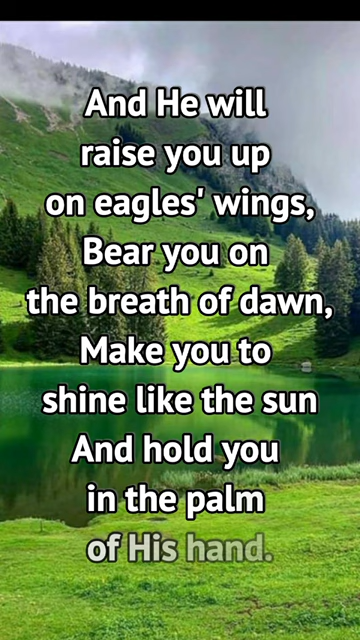 And He will
raise you up
on eagles' wings,
Bear you on
the breath of dawn,
Make you to
shine like the sun
And hold you
in the palm
of His hand.